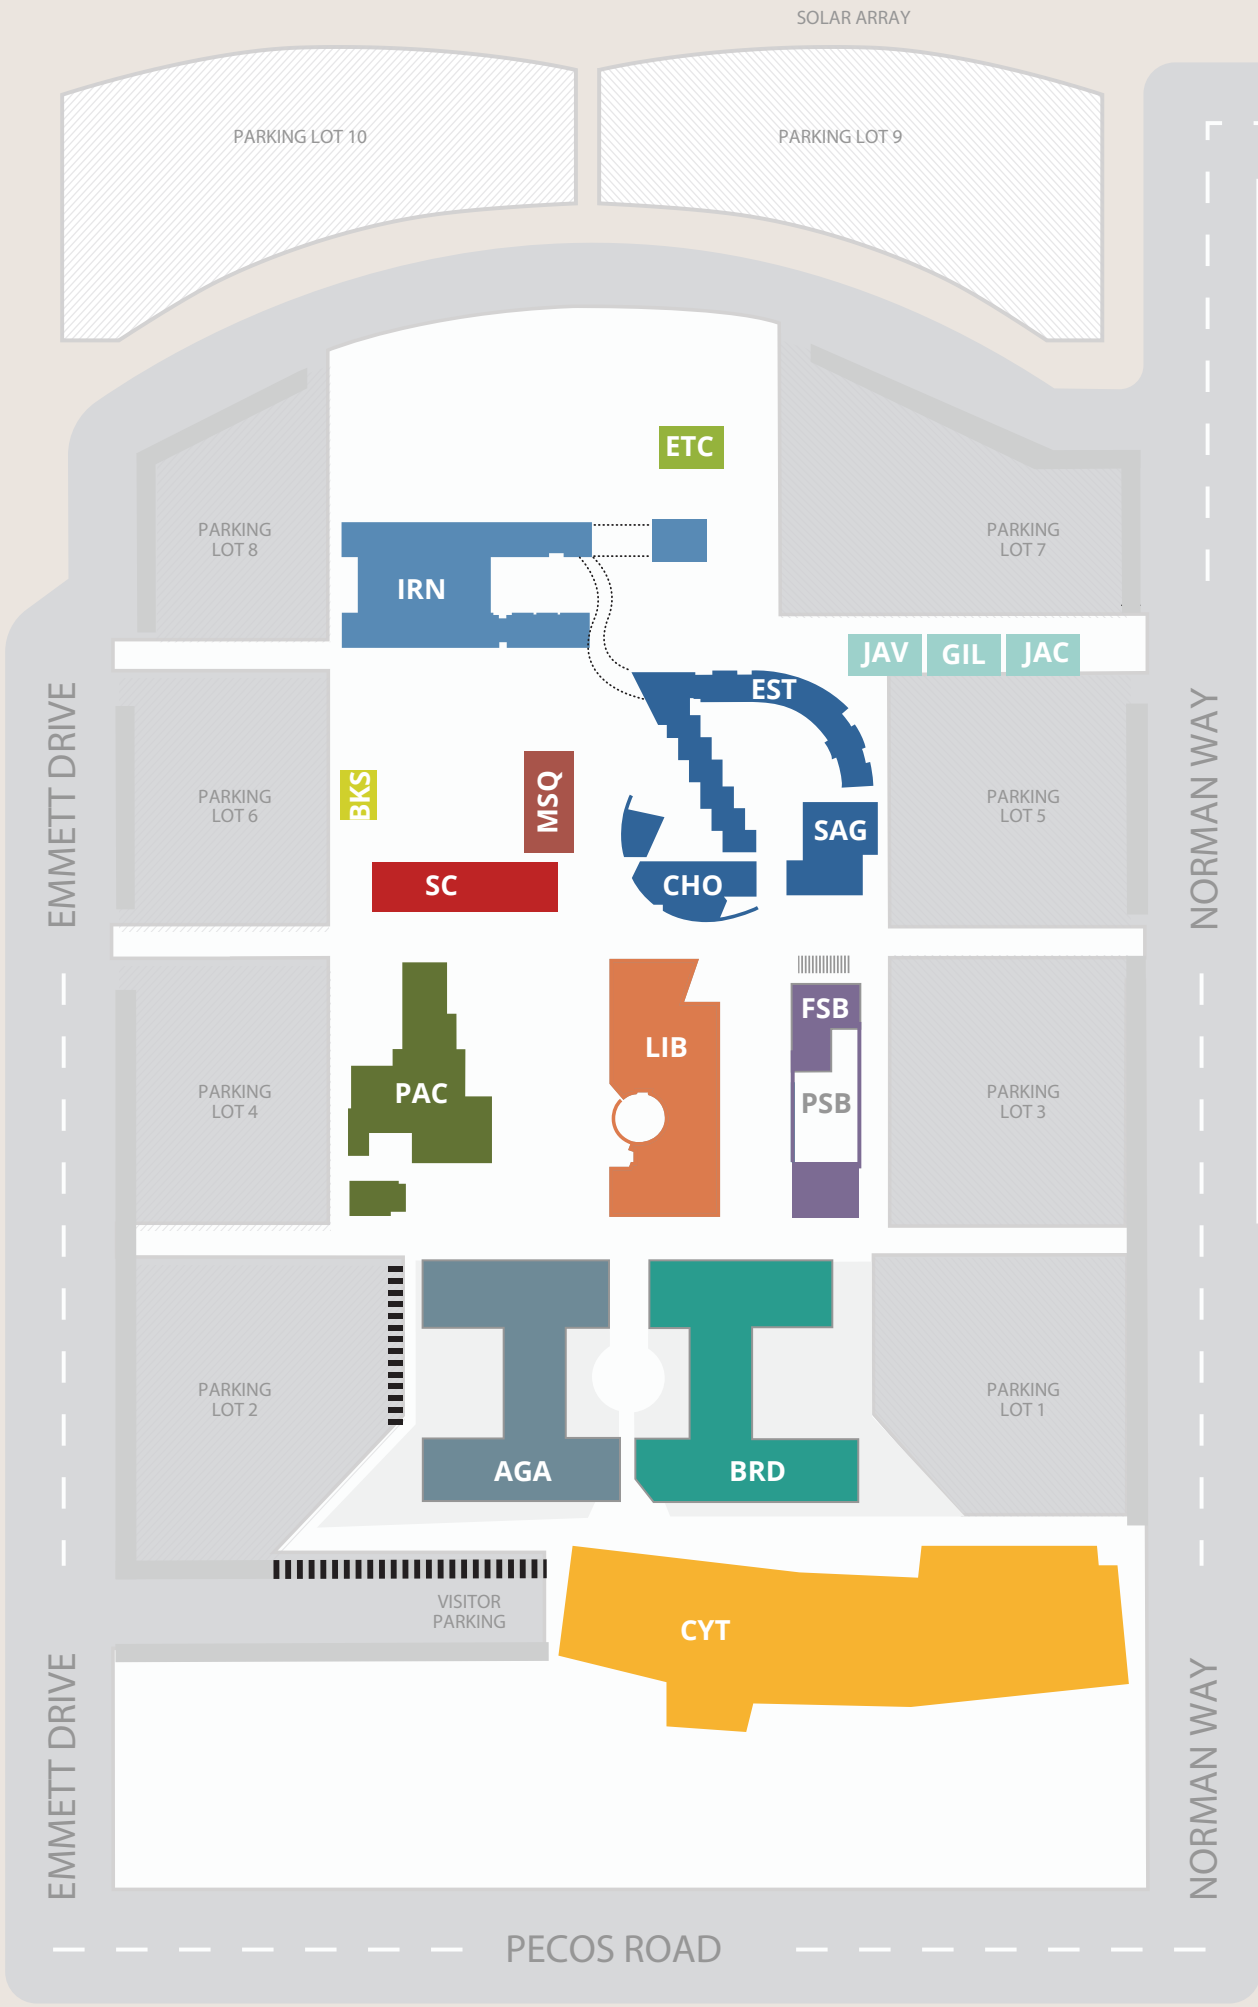 SOLAR ARRAY
PARKING LOT 10
PARKING LOT 9
ETC
PARKING
LOT 8
PARKING
LOT 7
IRN
JAV
GIL
JAC
EST
EMMETT DRIVE
NORMAN WAY
PARKING
LOT 6
BKS
MSQ
PARKING
LOT 5
SAG
SC
CHO
FSB
LIB
PARKING
LOT 4
PAC
PSB
PARKING
LOT 3
PARKING
LOT 2
PARKING
LOT 1
AGA
BRD
VISITOR
PARKING
CYT
EMMETT DRIVE
NORMAN WAY
PECOS ROAD